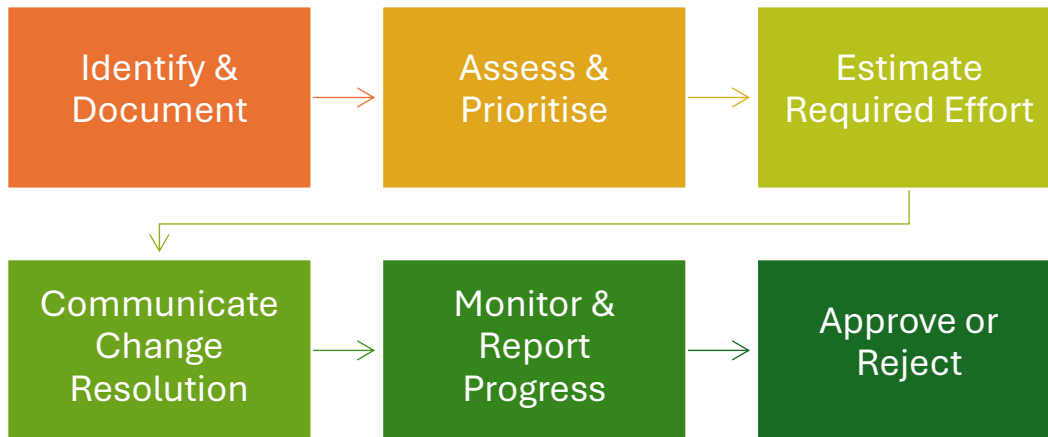 Identify &
Document
Assess &
Prioritise
Estimate
Required Effort
Communicate
Change
Resolution
Monitor &
Report
Progress
Approve or
Reject